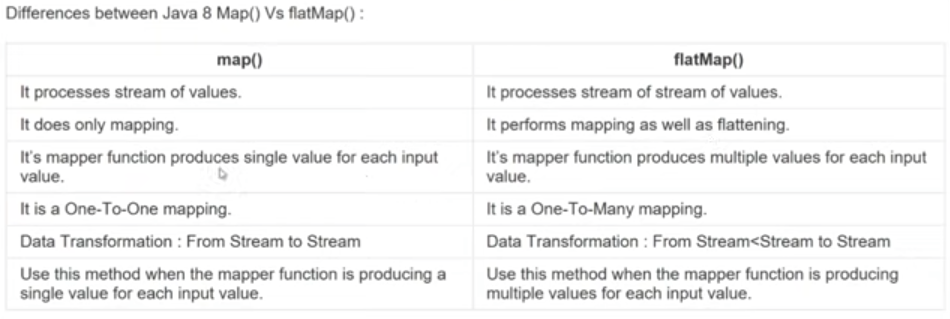 Differences between Java 8 Map() Vs flatMap() :
map()
flatMap()
It processes stream of values.
It processes stream of stream of values.
It does only mapping.
It performs mapping as well as flattening.
It's mapper function produces single value for each input
value.
It's mapper function produces multiple values for each input
value.
It is a One-To-One mapping.
It is a One-To-Many mapping.
Data Transformation : From Stream to Stream
Data Transformation : From Stream<Stream to Stream
Use this method when the mapper function is producing a
single value for each input value.
Use this method when the mapper function is producing
multiple values for each input value.